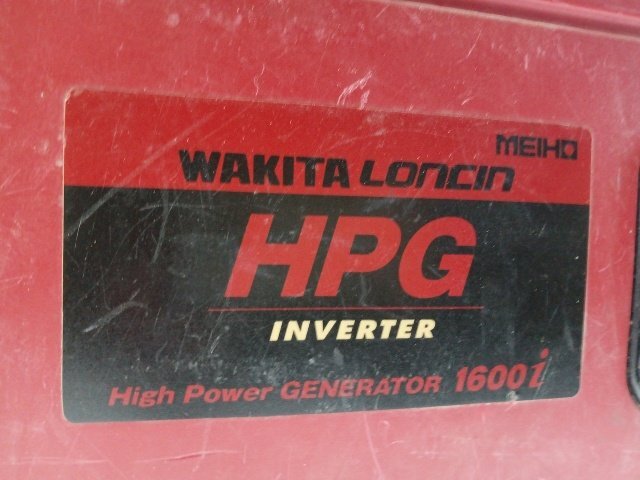 MEIHO
WAKITA LONCIN
HPG
INVERTER
High Power GENERATOR 1600i